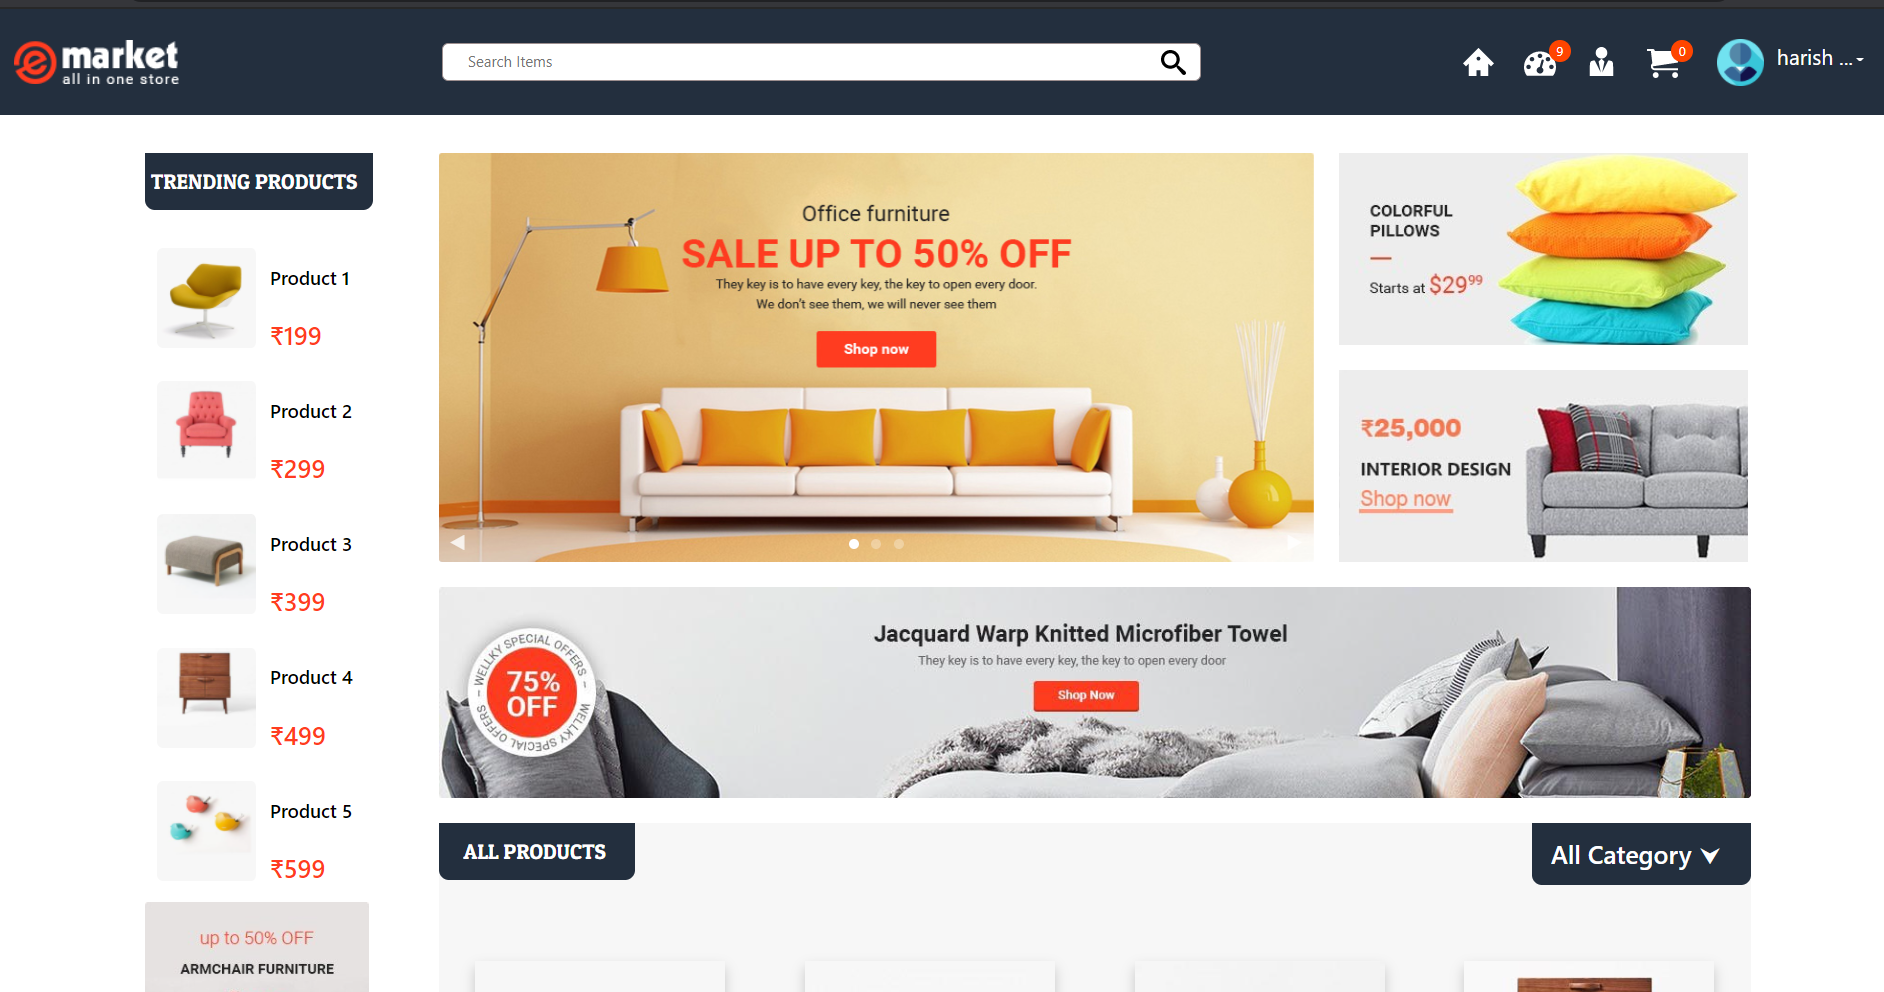 market
all in one store
Search Items
9
0
harish ...
TRENDING PRODUCTS
Product 1
₹199
Product 2
₹299
Product 3
₹399
Product 4
₹499
Product 5
₹599
up to 50% OFF
ARMCHAIR FURNITURE
Office furniture
SALE UP TO 50% OFF
They key is to have every key, the key to open every door.
We don't see them, we will never see them
Shop now
COLORFUL
PILLOWS
Starts at $29⁹⁹
₹25,000
INTERIOR DESIGN
Shop now
– WELLKY SPECIAL OFFERS –
WELLKY SPECIAL OFFERS
75%
OFF
Jacquard Warp Knitted Microfiber Towel
They key is to have every key, the key to open every door
Shop Now
ALL PRODUCTS
All Category